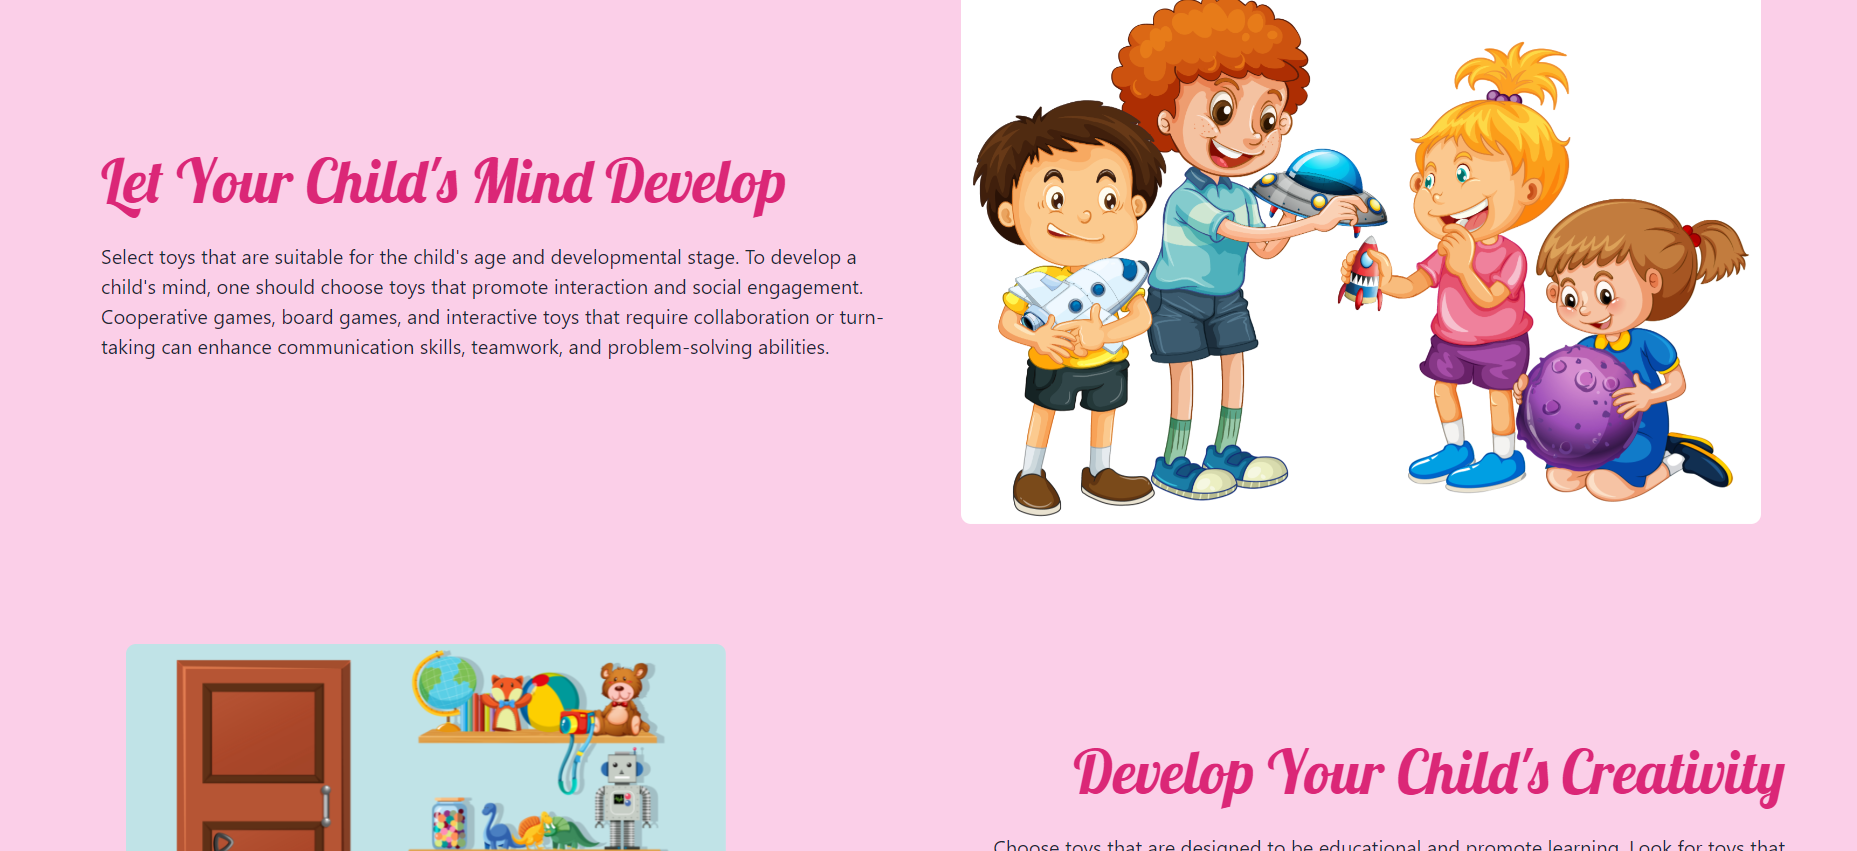 Let Your Child's Mind Develop
Select toys that are suitable for the child's age and developmental stage. To develop a
child's mind, one should choose toys that promote interaction and social engagement.
Cooperative games, board games, and interactive toys that require collaboration or turn-
taking can enhance communication skills, teamwork, and problem-solving abilities.
Develop Your Child's Creativity
Choose toys that are designed to be educational and promote learning. Look for toys that